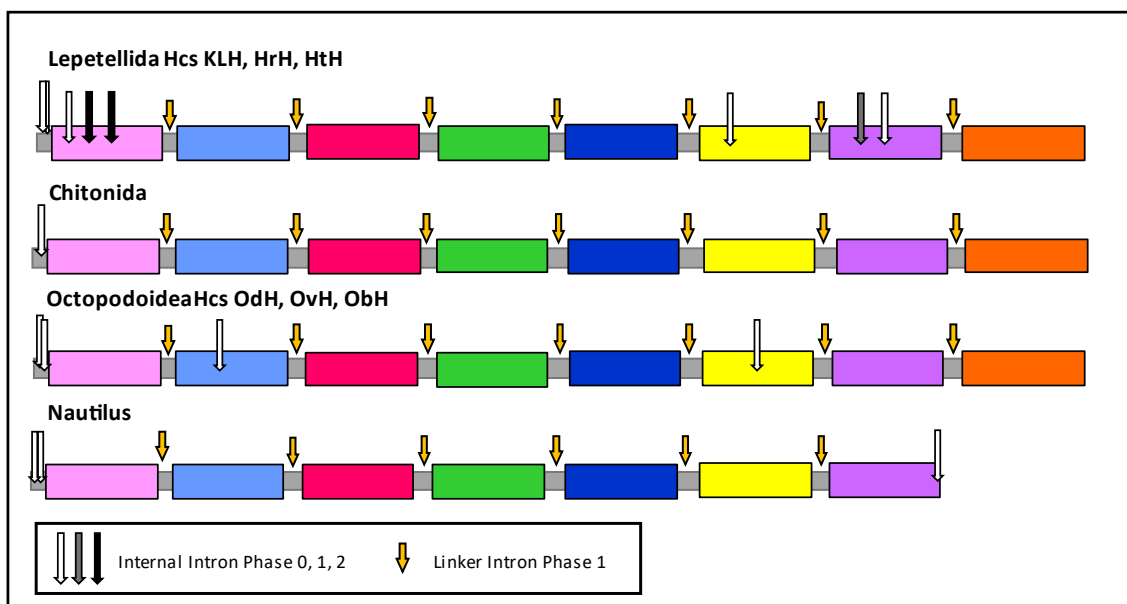 Lepetellida Hcs KLH, HrH, HtH
Chitonida
OctopodoideaHcs OdH, OvH, ObH
Nautilus
Internal Intron Phase 0, 1, 2
Linker Intron Phase 1